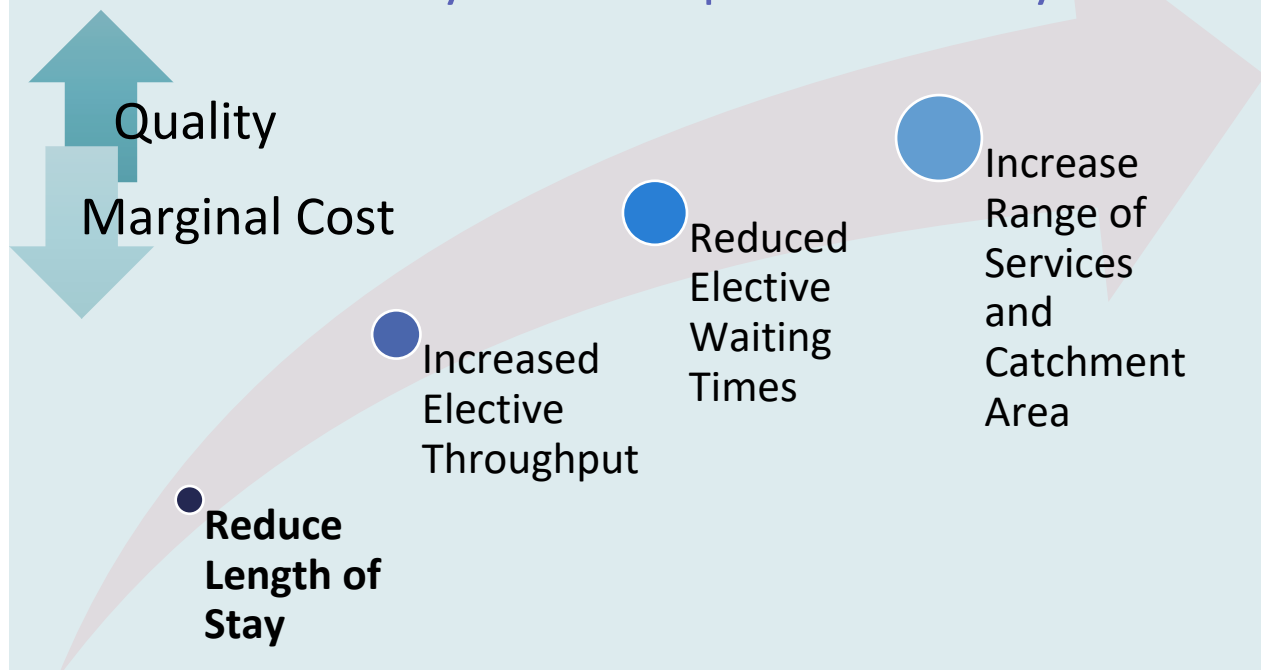 Quality
Marginal Cost
Increase
Range of
Services
and
Catchment
Area
Reduced
Elective
Waiting
Times
Increased
Elective
Throughput
Reduce
Length of
Stay